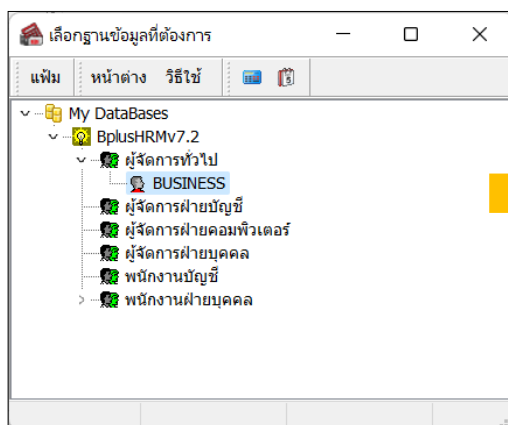 เลือกฐานข้อมูลที่ต้องการ
แฟ้ม หน้าต่าง วิธีใช้
My DataBases
BplusHRMv7.2
ผู้จัดการทั่วไป
BUSINESS
ผู้จัดการฝ่ายบัญชี
ผู้จัดการฝ่ายคอมพิวเตอร์
ผู้จัดการฝ่ายบุคคล
พนักงานบัญชี
พนักงานฝ่ายบุคคล